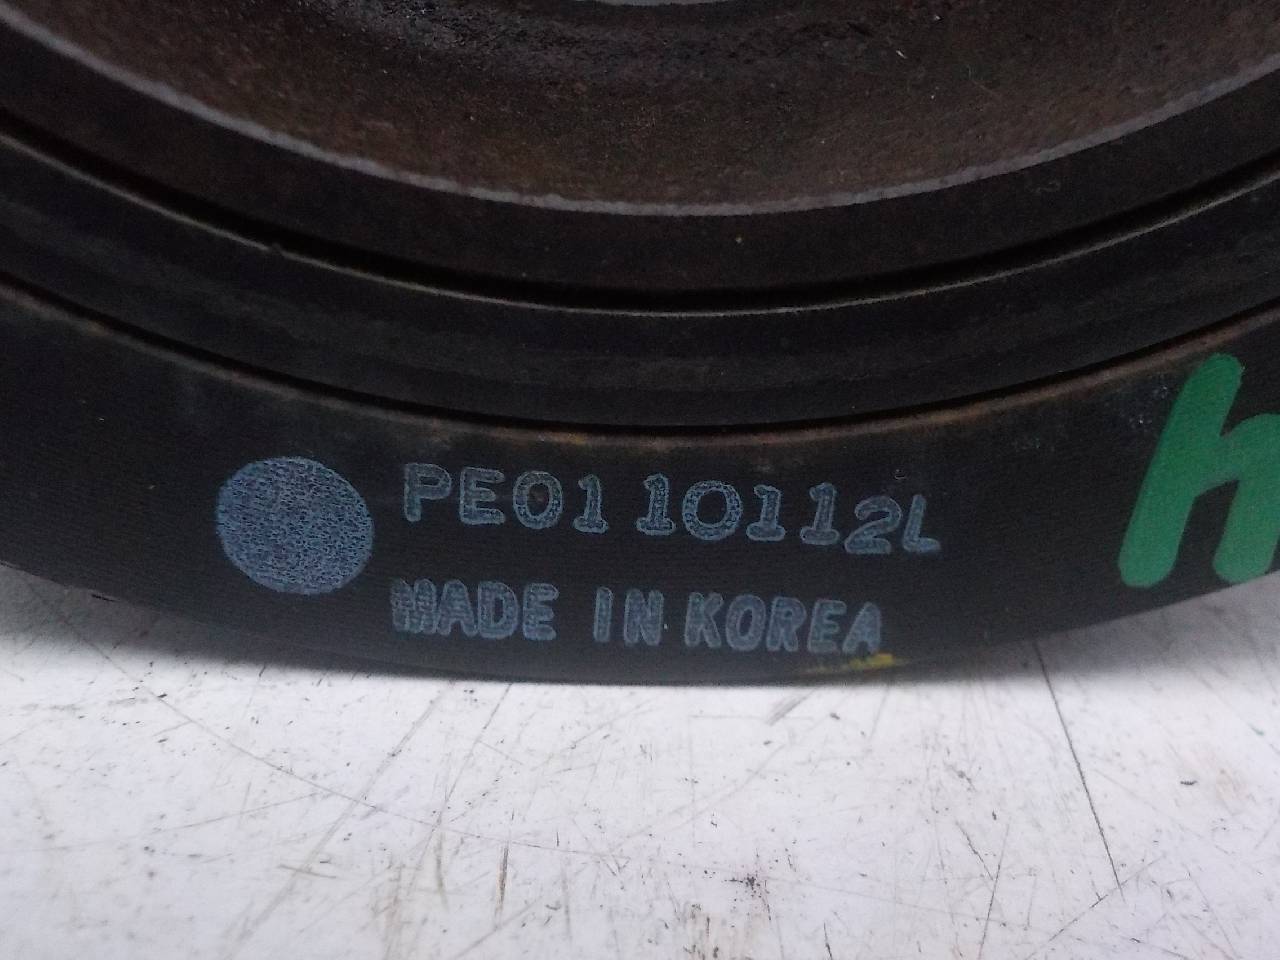 PE01 10112L
MADE IN KOREA
h